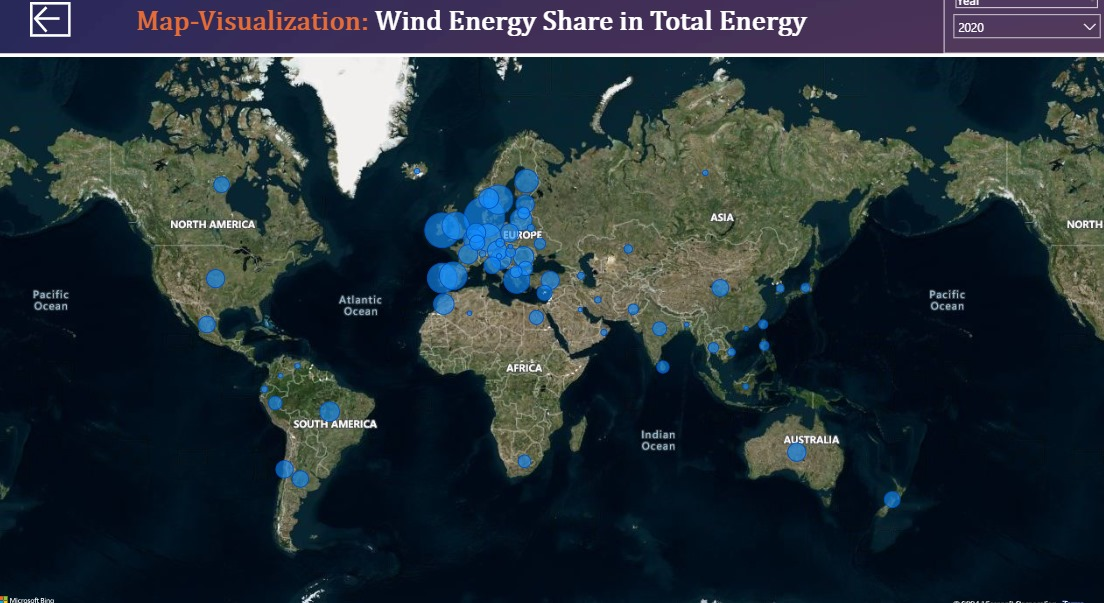 Map-Visualization: Wind Energy Share in Total Energy
Year
2020
NORTH AMERICA
EUROPE
ASIA
NORTH
Pacific
Ocean
Atlantic
Ocean
Pacific
Ocean
AFRICA
SOUTH AMERICA
Indian
Ocean
AUSTRALIA
Microsoft Bing
Terms